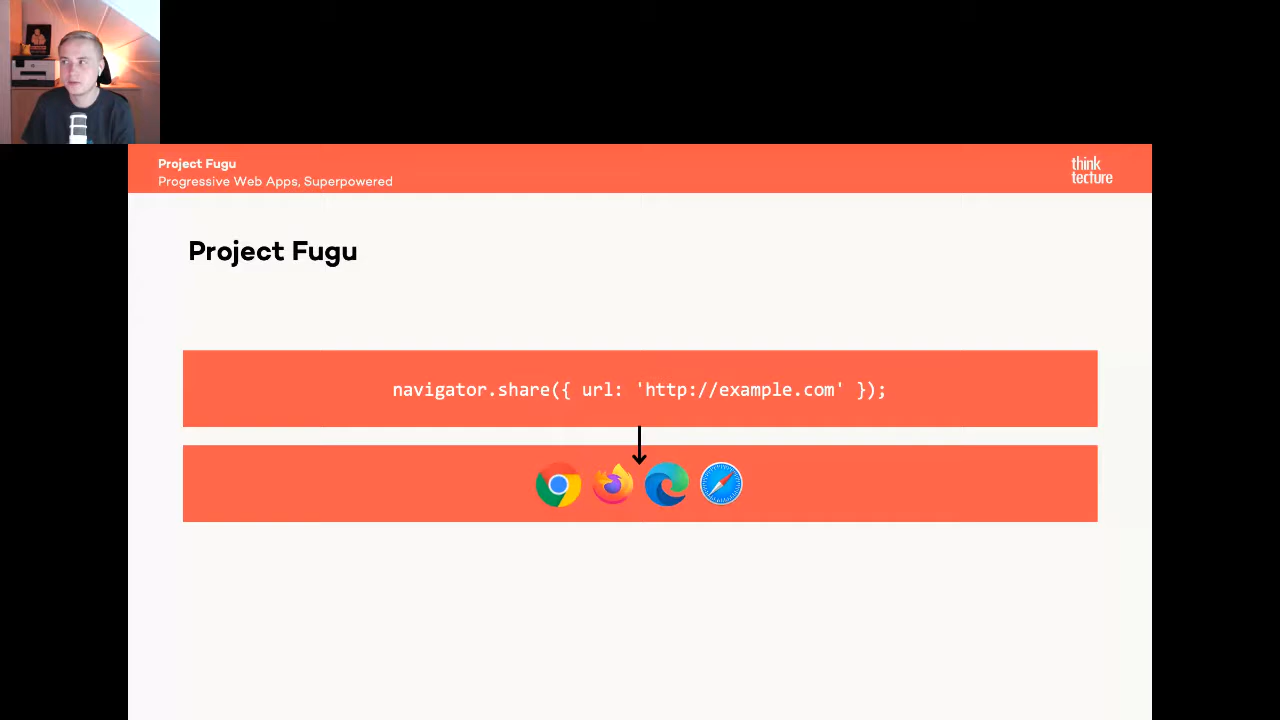 Project Fugu
Progressive Web Apps, Superpowered
think
tecture
Project Fugu
navigator.share({ url: 'http://example.com' });